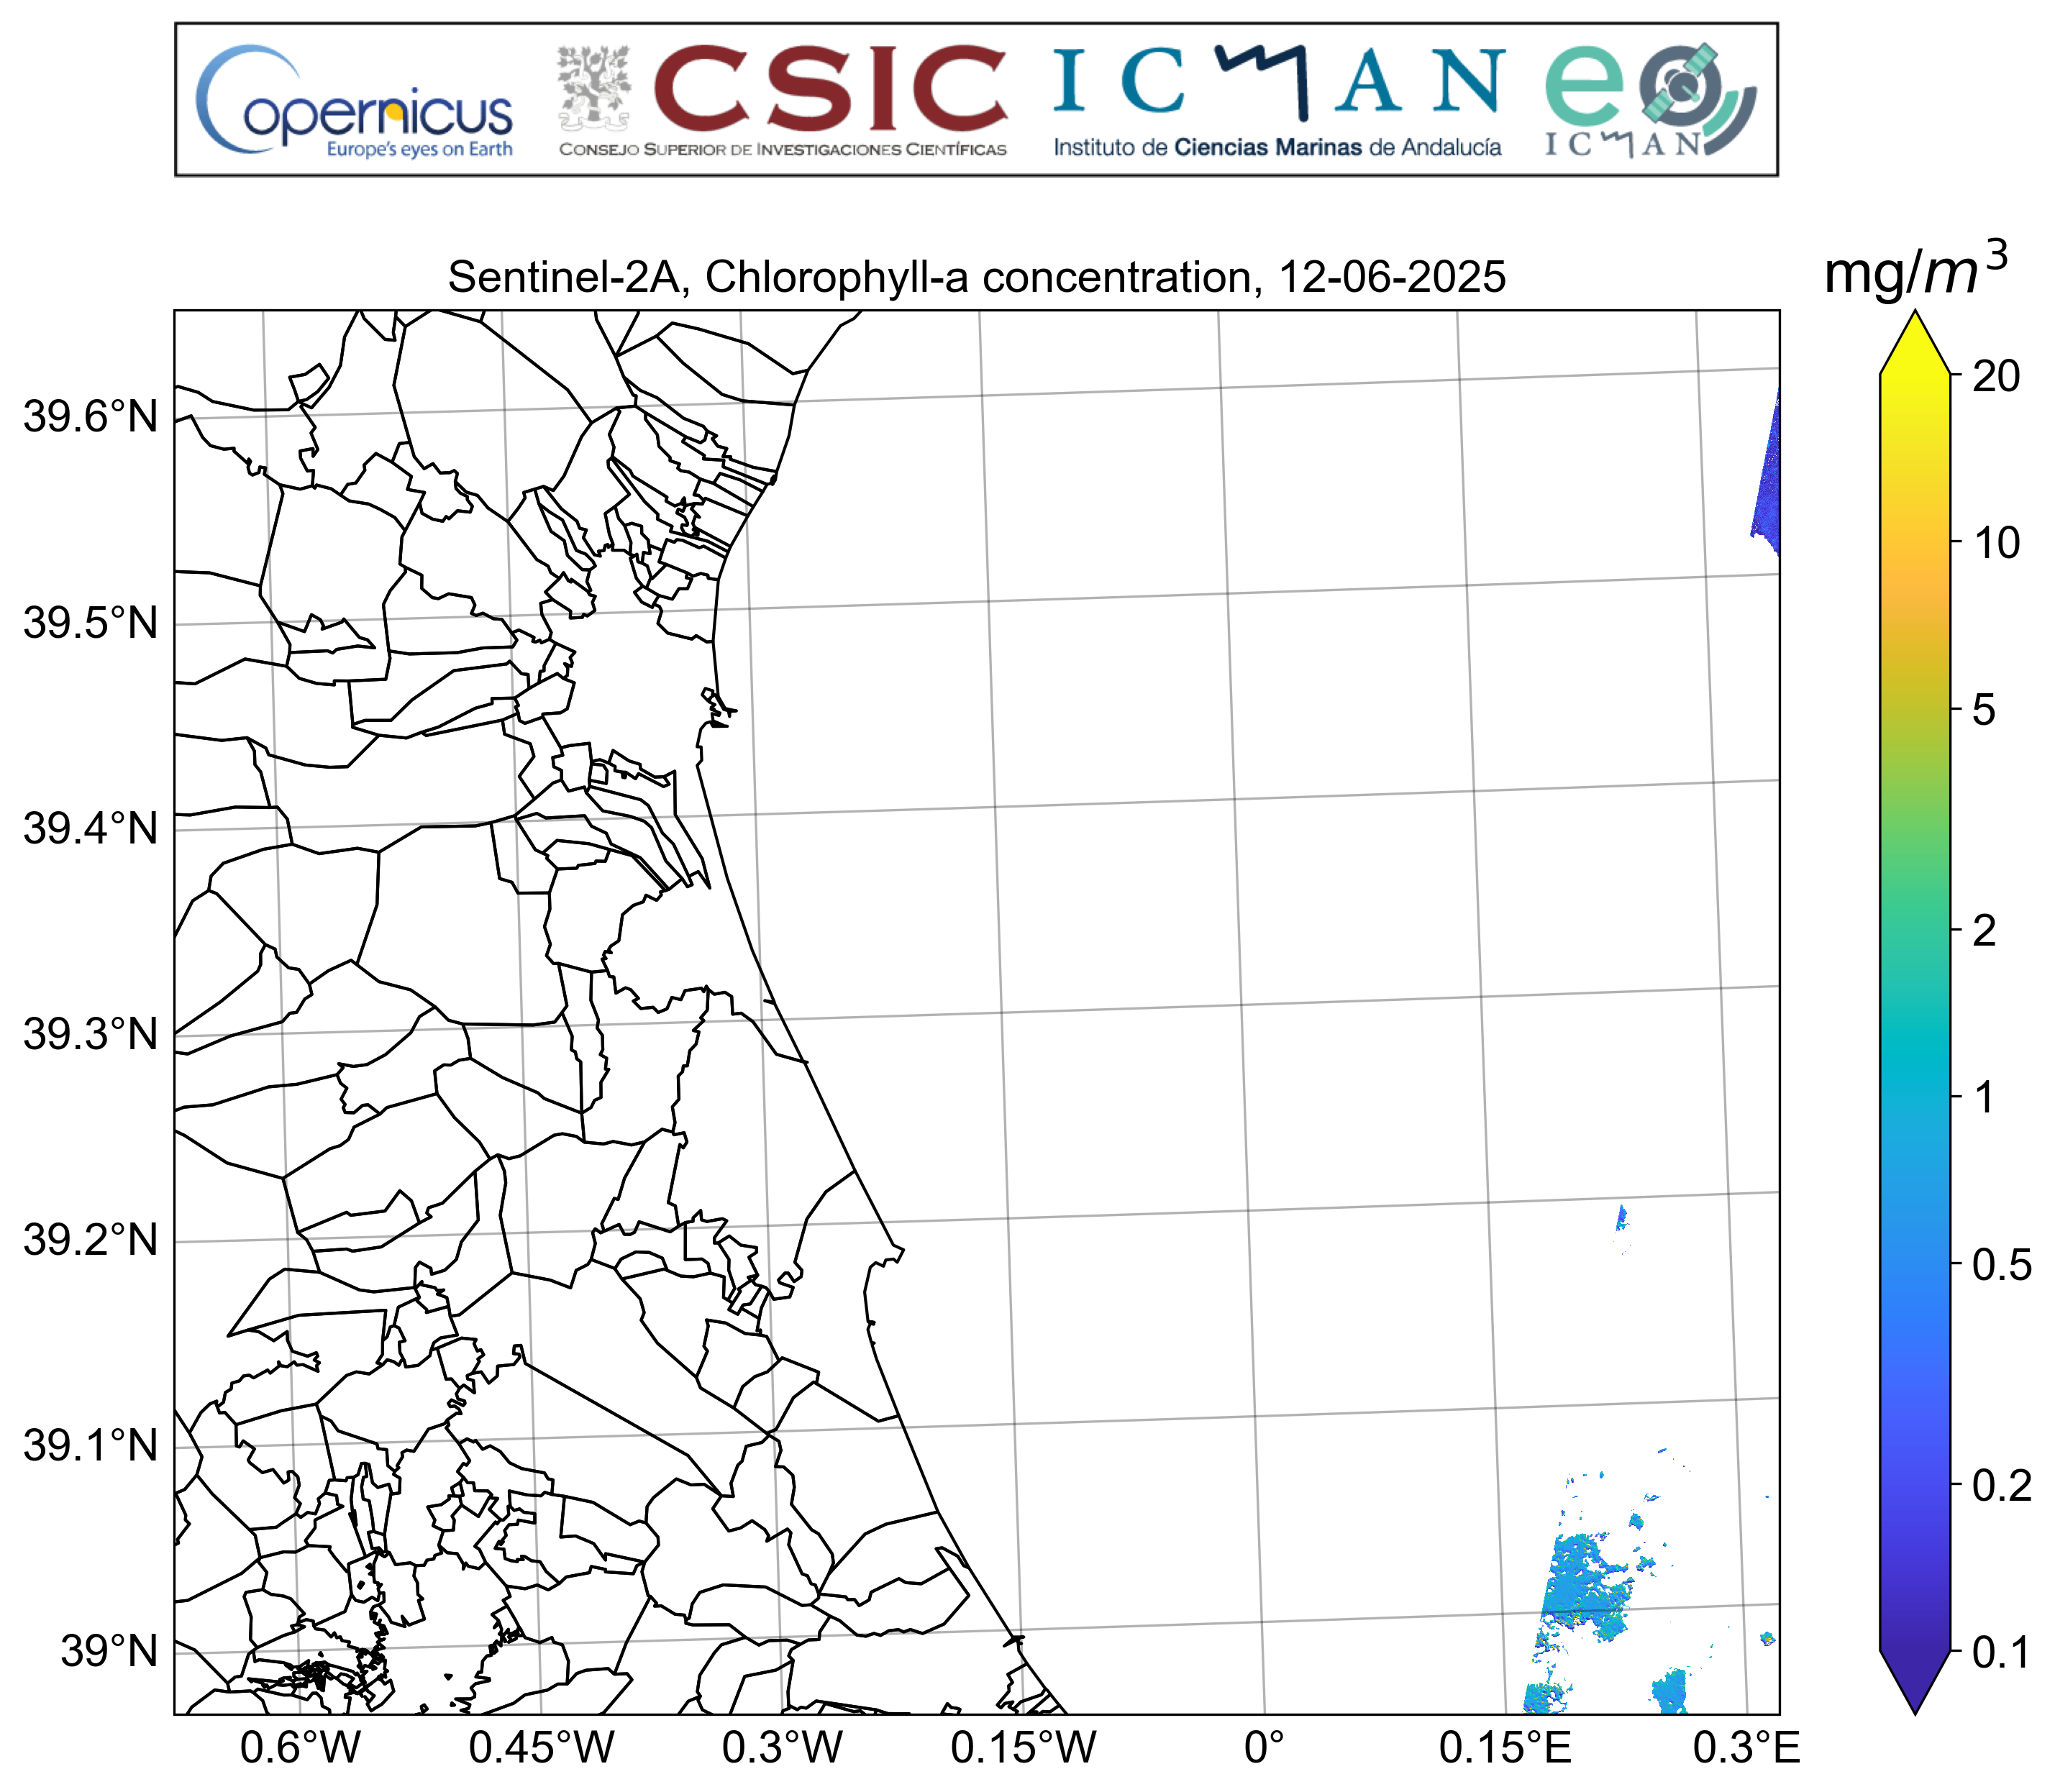 Copernicus
Europe's eyes on Earth
CSIC
CONSEJO SUPERIOR DE INVESTIGACIONES CIENTÍFICAS
ICMAN
Instituto de Ciencias Marinas de Andalucía
eo
ICMAN
Sentinel-2A, Chlorophyll-a concentration, 12-06-2025
mg/m³
39.6°N
39.5°N
39.4°N
39.3°N
39.2°N
39.1°N
39°N
0.6°W 0.45°W 0.3°W 0.15°W 0° 0.15°E 0.3°E
20
10
5
2
1
0.5
0.2
0.1